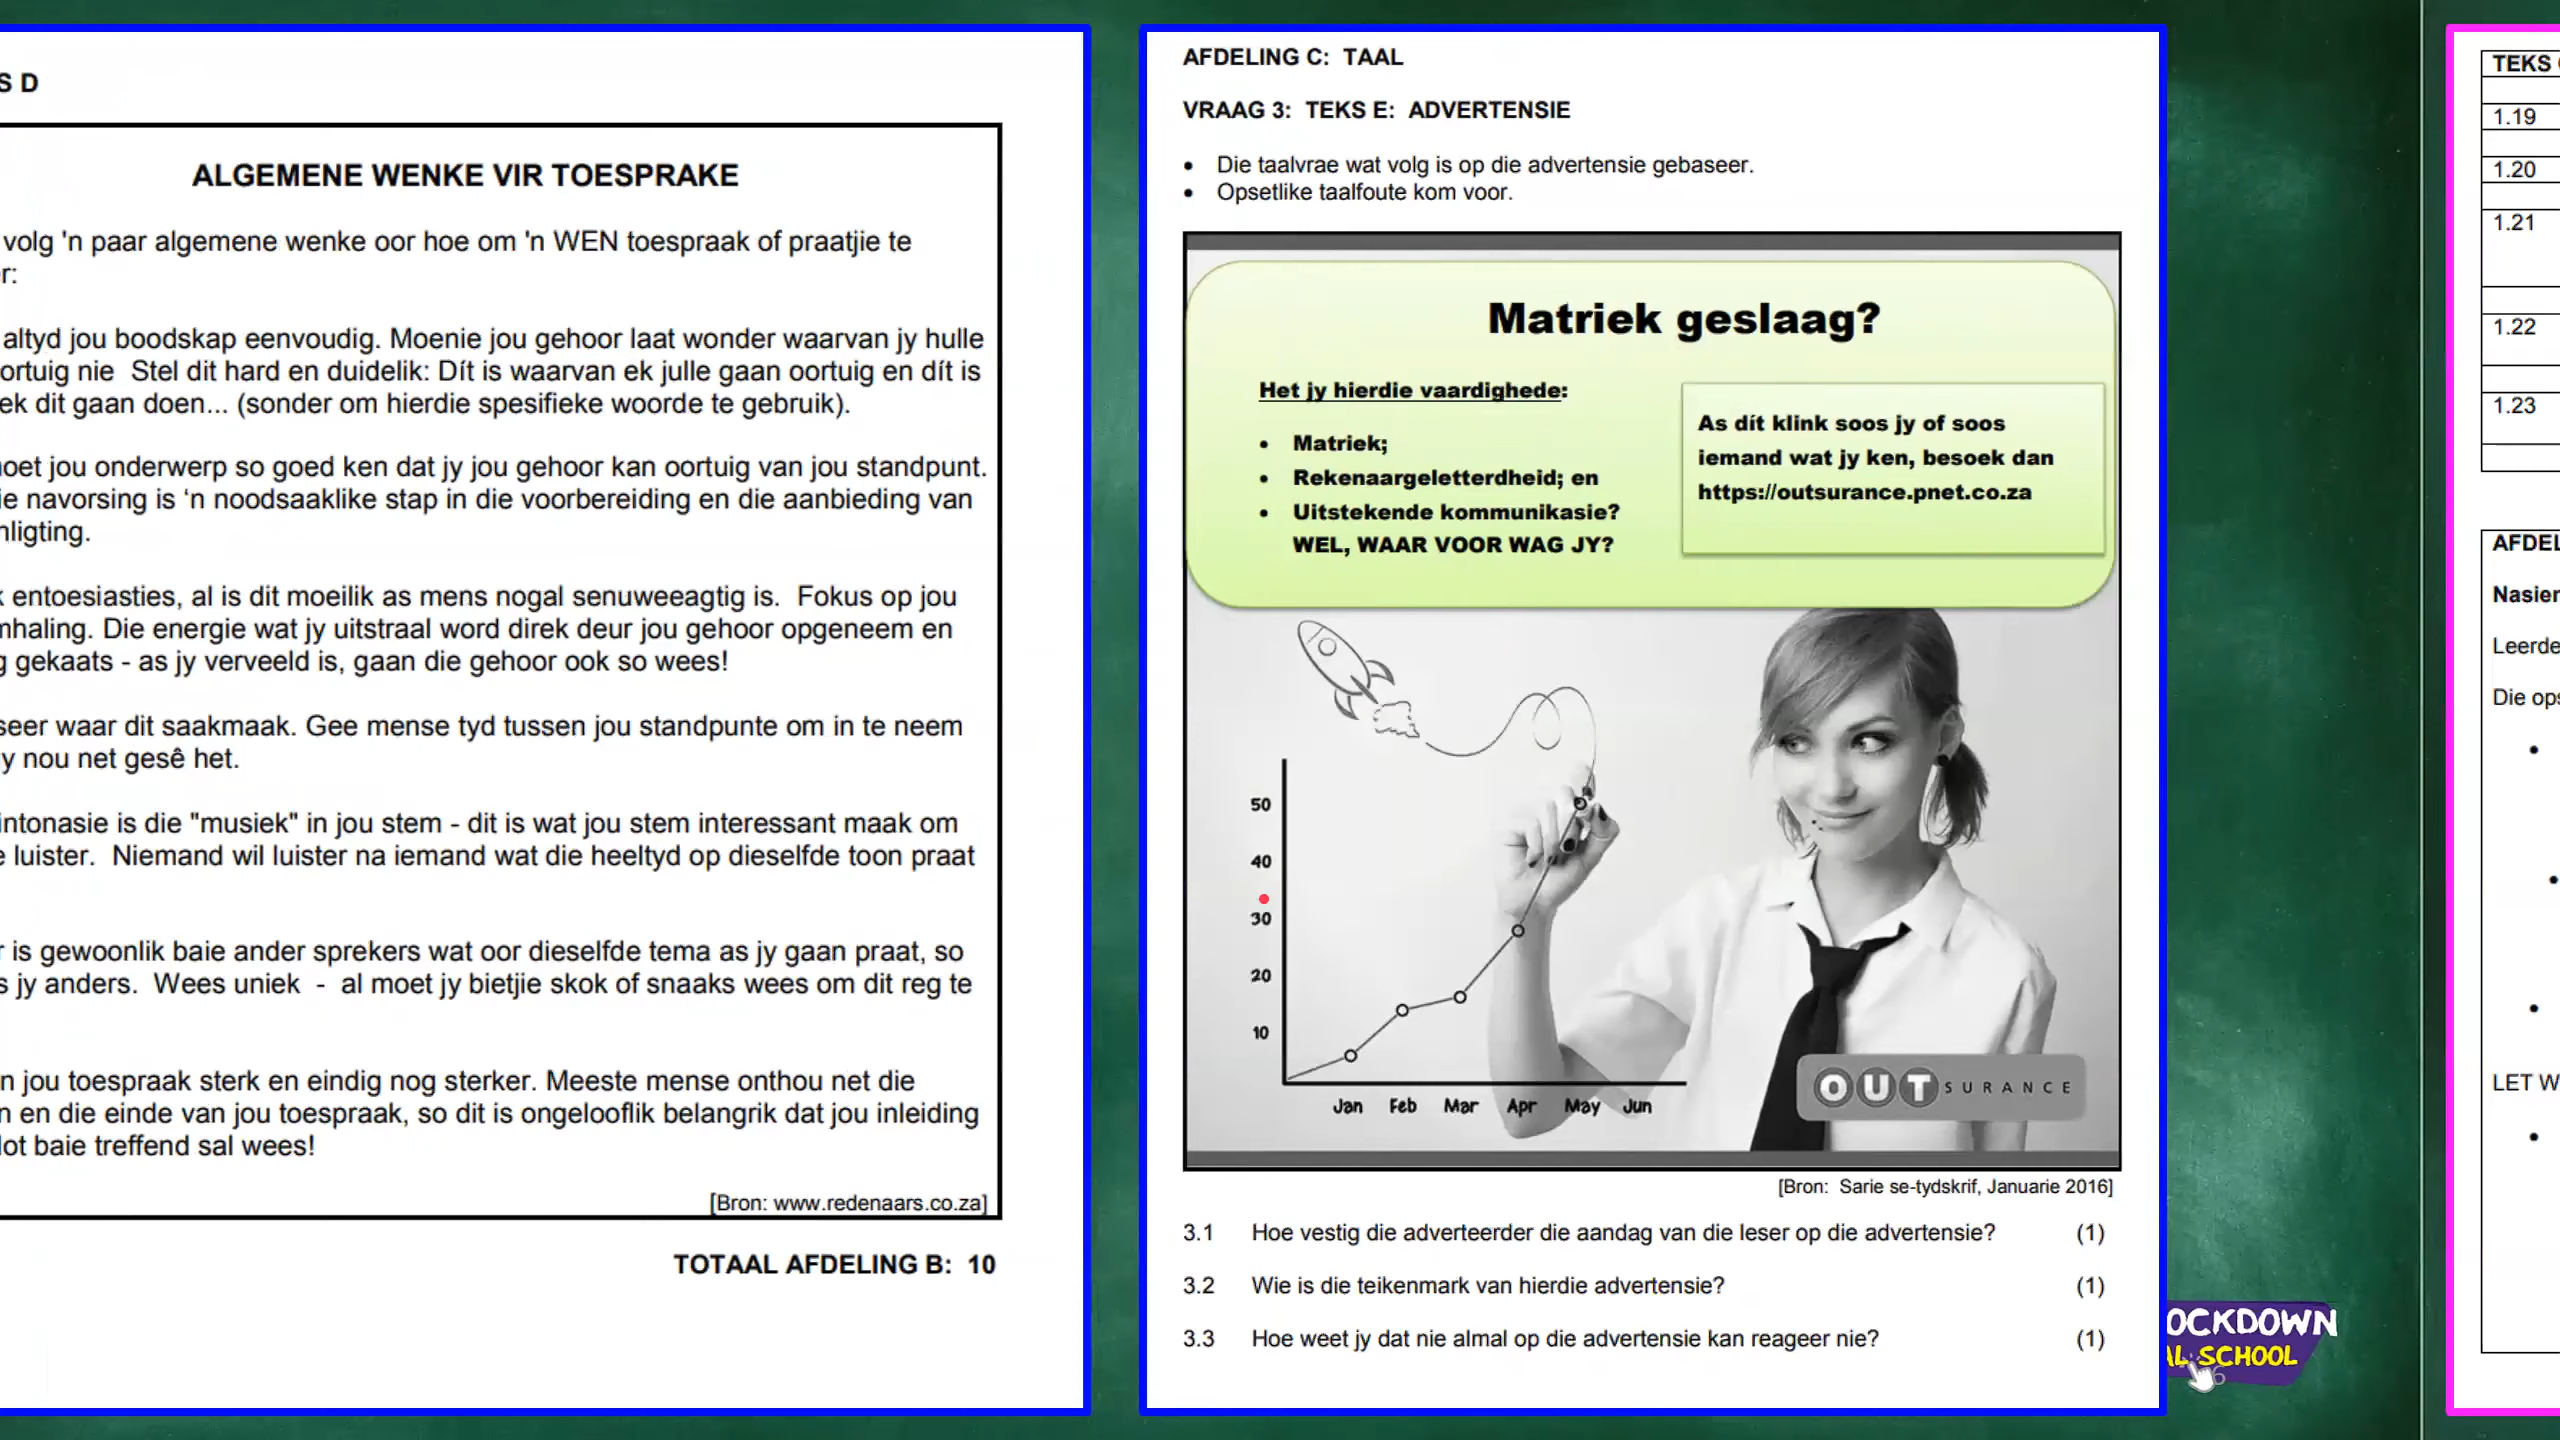 S D
ALGEMENE WENKE VIR TOESPRAKE
volg 'n paar algemene wenke oor hoe om 'n WEN toespraak of praatjie te
r:
altyd jou boodskap eenvoudig. Moenie jou gehoor laat wonder waarvan jy hulle
ortuig nie  Stel dit hard en duidelik: Dít is waarvan ek julle gaan oortuig en dít is
ek dit gaan doen... (sonder om hierdie spesifieke woorde te gebruik).
oet jou onderwerp so goed ken dat jy jou gehoor kan oortuig van jou standpunt.
ie navorsing is ‘n noodsaaklike stap in die voorbereiding en die aanbieding van
nligting.
k entoesiasties, al is dit moeilik as mens nogal senuweeagtig is.  Fokus op jou
mhaling. Die energie wat jy uitstraal word direk deur jou gehoor opgeneem en
g gekaats - as jy verveeld is, gaan die gehoor ook so wees!
seer waar dit saakmaak. Gee mense tyd tussen jou standpunte om in te neem
y nou net gesê het.
intonasie is die "musiek" in jou stem - dit is wat jou stem interessant maak om
e luister.  Niemand wil luister na iemand wat die heeltyd op dieselfde toon praat
r is gewoonlik baie ander sprekers wat oor dieselfde tema as jy gaan praat, so
s jy anders.  Wees uniek  -  al moet jy bietjie skok of snaaks wees om dit reg te
n jou toespraak sterk en eindig nog sterker. Meeste mense onthou net die
n en die einde van jou toespraak, so dit is ongelooflik belangrik dat jou inleiding
lot baie treffend sal wees!
[Bron: www.redenaars.co.za]
TOTAAL AFDELING B:  10
AFDELING C:  TAAL
VRAAG 3:  TEKS E:  ADVERTENSIE
• Die taalvrae wat volg is op die advertensie gebaseer.
• Opsetlike taalfoute kom voor.
Matriek geslaag?
Het jy hierdie vaardighede:
• Matriek;
• Rekenaargeletterdheid; en
• Uitstekende kommunikasie?
WEL, WAAR VOOR WAG JY?
As dít klink soos jy of soos
iemand wat jy ken, besoek dan
https://outsurance.pnet.co.za
50
40
30
20
10
Jan Feb Mar Apr May Jun
OUTSURANCE
[Bron:  Sarie se-tydskrif, Januarie 2016]
3.1 Hoe vestig die adverteerder die aandag van die leser op die advertensie? (1)
3.2 Wie is die teikenmark van hierdie advertensie? (1)
3.3 Hoe weet jy dat nie almal op die advertensie kan reageer nie? (1)
OCKDOWN
AL SCHOOL
TEKS
1.19
1.20
1.21
1.22
1.23
AFDEL
Nasien
Leerde
Die ops
LET W